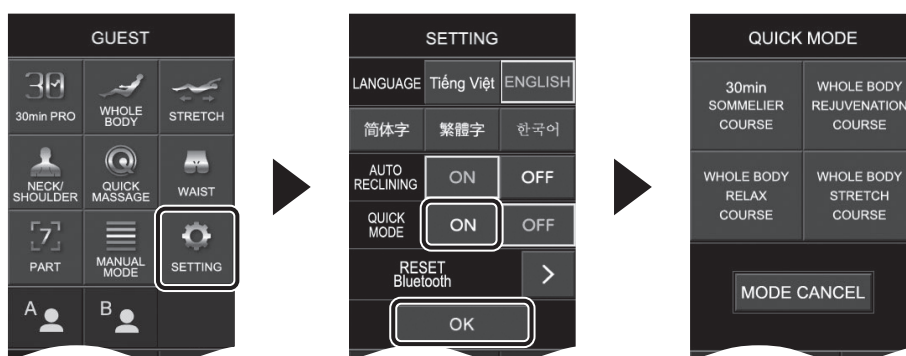 GUEST
30
30min PRO
WHOLE
BODY
STRETCH
NECK/
SHOULDER
QUICK
MASSAGE
WAIST
7
PART
MANUAL
MODE
SETTING
A
B
SETTING
LANGUAGE
Tiếng Việt
ENGLISH
简体字
繁體字
한국어
AUTO
RECLINING
ON
OFF
QUICK
MODE
ON
OFF
RESET
Bluetooth
>
OK
QUICK MODE
30min
SOMMELIER
COURSE
WHOLE BODY
REJUVENATION
COURSE
WHOLE BODY
RELAX
COURSE
WHOLE BODY
STRETCH
COURSE
MODE CANCEL